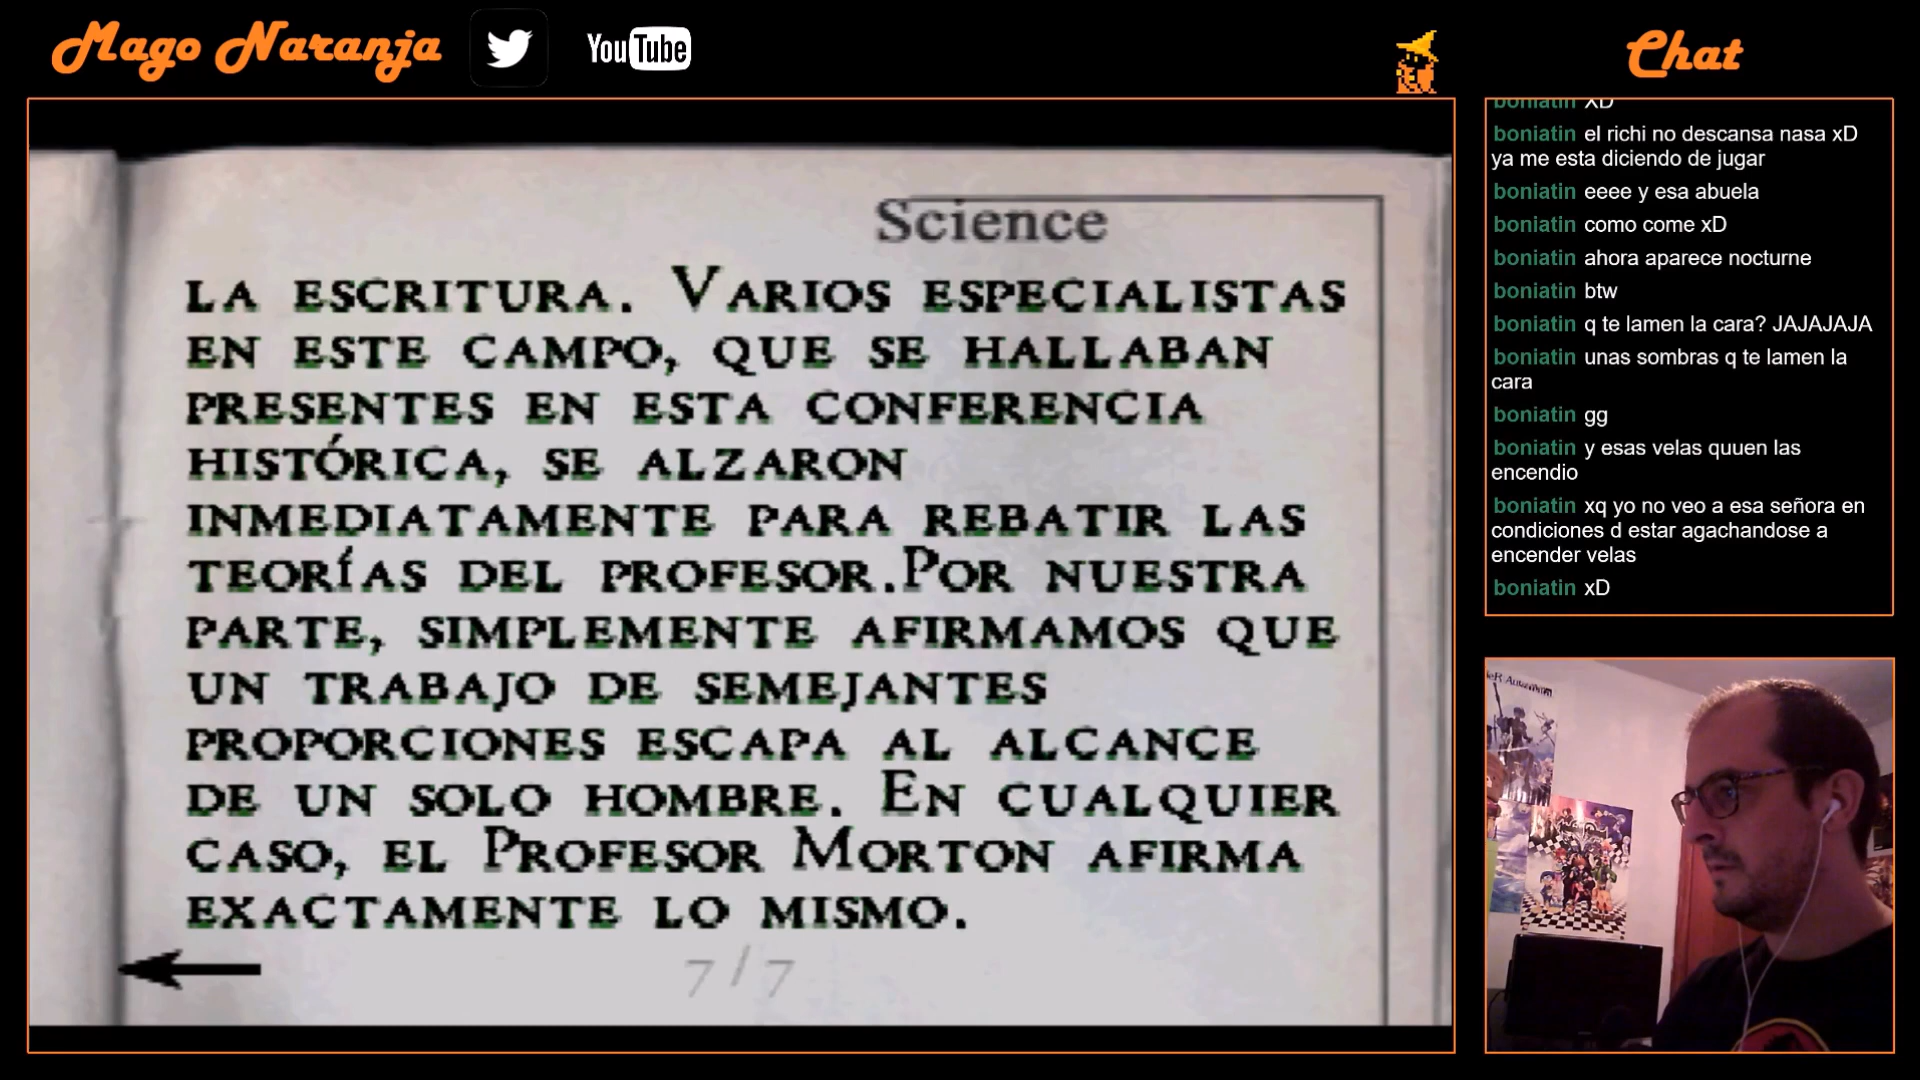 Mago Naranja
YouTube
Chat
Science
LA ESCRITURA. VARIOS ESPECIALISTAS
EN ESTE CAMPO, QUE SE HALLABAN
PRESENTES EN ESTA CONFERENCIA
HISTÓRICA, SE ALZARON
INMEDIATAMENTE PARA REBATIR LAS
TEORÍAS DEL PROFESOR.POR NUESTRA
PARTE, SIMPLEMENTE AFIRMAMOS QUE
UN TRABAJO DE SEMEJANTES
PROPORCIONES ESCAPA AL ALCANCE
DE UN SOLO HOMBRE. EN CUALQUIER
CASO, EL PROFESOR MORTON AFIRMA
EXACTAMENTE LO MISMO.
7/7
boniatin XD
boniatin el richi no descansa nasa xD
ya me esta diciendo de jugar
boniatin eeee y esa abuela
boniatin como come xD
boniatin ahora aparece nocturne
boniatin btw
boniatin q te lamen la cara? JAJAJAJA
boniatin unas sombras q te lamen la
cara
boniatin gg
boniatin y esas velas quuen las
encendio
boniatin xq yo no veo a esa señora en
condiciones d estar agachandose a
encender velas
boniatin xD